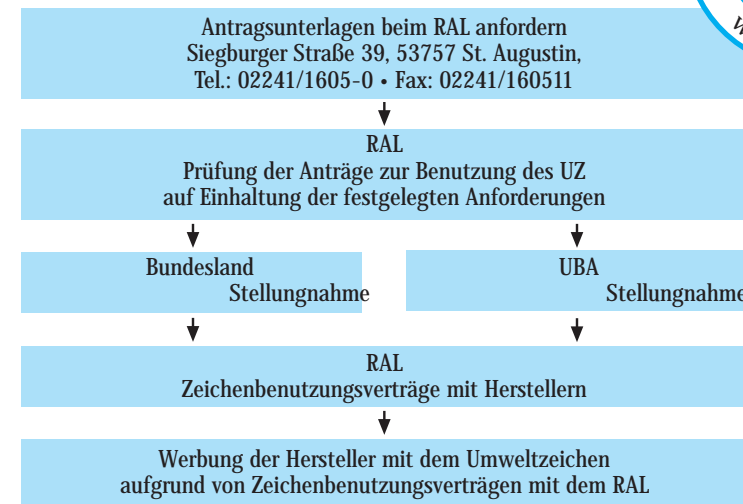 Antragsunterlagen beim RAL anfordern
Siegburger Straße 39, 53757 St. Augustin,
Tel.: 02241/1605-0 • Fax: 02241/160511
RAL
Prüfung der Anträge zur Benutzung des UZ
auf Einhaltung der festgelegten Anforderungen
Bundesland
Stellungnahme
UBA
Stellungnahme
RAL
Zeichenbenutzungsverträge mit Herstellern
Werbung der Hersteller mit dem Umweltzeichen
aufgrund von Zeichenbenutzungsverträgen mit dem RAL